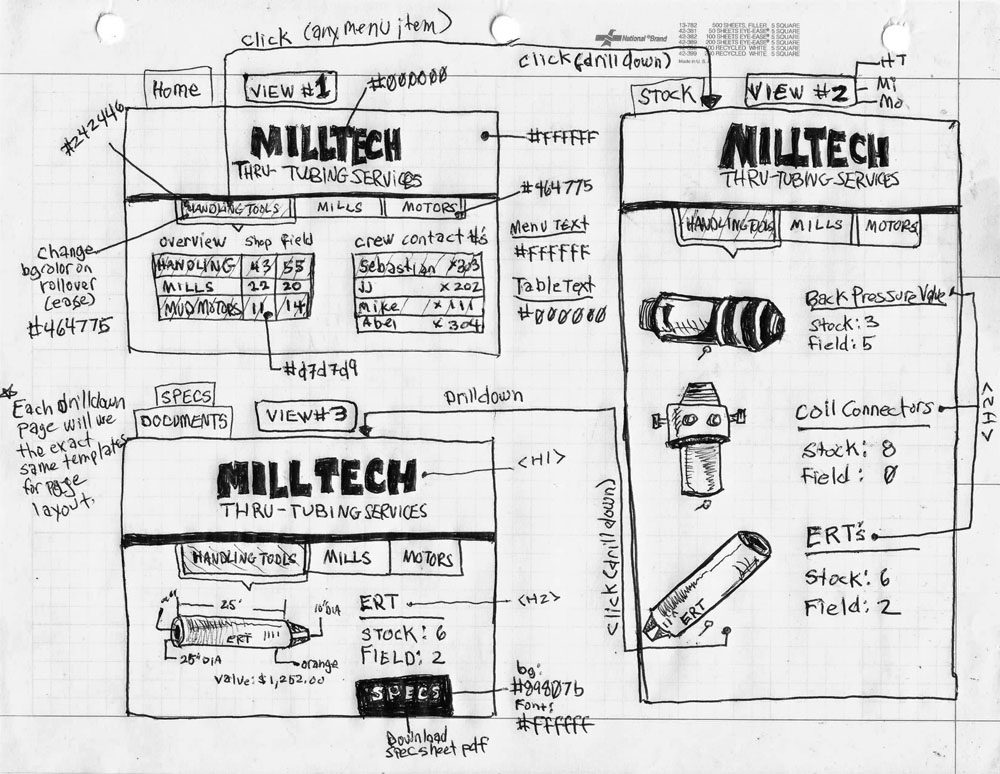 click (any menu item)
National® Brand
13-782 500 SHEETS, FILLER, 5 SQUARE
42-381 50 SHEETS EYE-EASE® 5 SQUARE
42-382 100 SHEETS EYE-EASE® 5 SQUARE
42-389 200 SHEETS EYE-EASE® 5 SQUARE
RECYCLED WHITE 5 SQUARE
42-399 RECYCLED WHITE 5 SQUARE
Made in U.S.A.
click (drilldown)
Home
VIEW #1
#000000
#242446
MILLTECH
THRU-TUBING SERVICES
#FFFFFF
HANDLING TOOLS
MILLS
MOTORS
#464775
change
bg color on
rollover
(ease)
#464775
overview shop field
HANDLING 43 55
MILLS 22 20
MUD MOTORS 11 14
#d7d7d9
crew contact #'s
Sebastian x303
JJ x202
mike x111
Abel x304
Menu TEXT
#FFFFFF
Table Text
#000000
STOCK
VIEW #2
HT
Mi
Mo
MILLTECH
THRU-TUBING SERVICES
HANDLING TOOLS
MILLS
MOTORS
Back Pressure Valve
Stock: 3
field: 5
Coil Connectors
Stock: 8
Field: 0
ERT's
Stock: 6
Field: 2
ERT
<H2>
Each drilldown
page will use
the exact
same templates
for page
layout.
SPECS
DOCUMENTS
VIEW #3
Drilldown
click (drilldown)
MILLTECH
THRU-TUBING SERVICES
<H1>
HANDLING TOOLS
MILLS
MOTORS
25'
10" DIA
ERT
25" DIA
orange
value: $1,252.00
ERT
<H2>
STOCK: 6
FIELD: 2
SPECS
bg:
#89807b
Font:
#FFFFFF
Download
spec sheet pdf